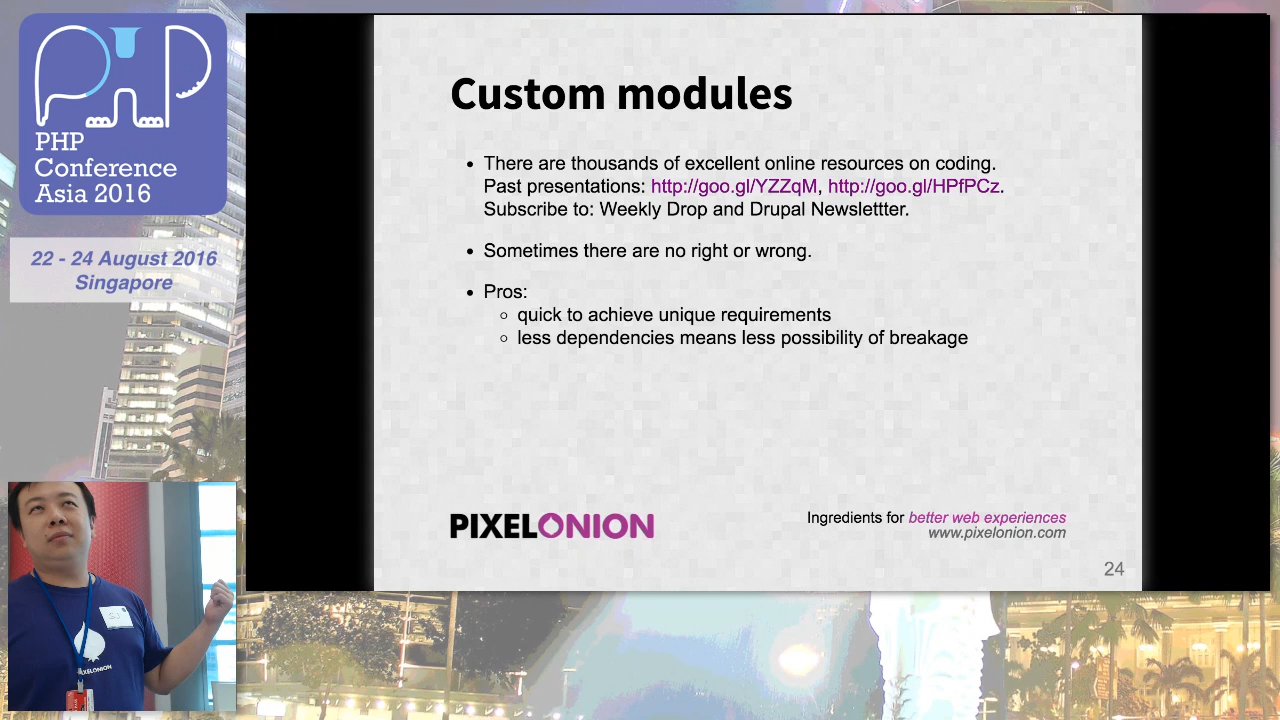 PHP
PHP
Conference
Asia 2016
22 - 24 August 2016
Singapore
Custom modules
There are thousands of excellent online resources on coding.
Past presentations: http://goo.gl/YZZqM, http://goo.gl/HPfPCz.
Subscribe to: Weekly Drop and Drupal Newslettter.
Sometimes there are no right or wrong.
Pros:
quick to achieve unique requirements
less dependencies means less possibility of breakage
PIXELONION
Ingredients for better web experiences
www.pixelonion.com
24
PIXELONION